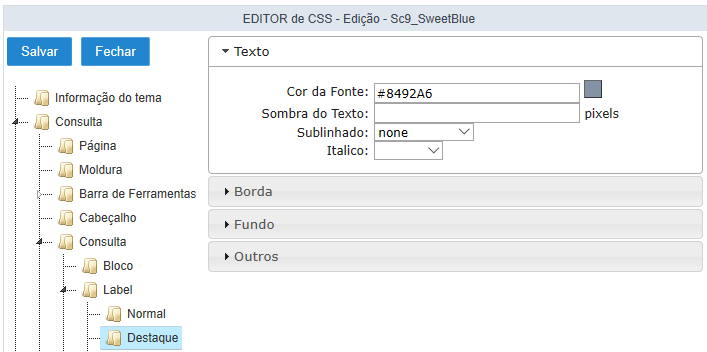 EDITOR de CSS - Edição - Sc9_SweetBlue
Salvar Fechar
Informação do tema
Consulta
Página
Moldura
Barra de Ferramentas
Cabeçalho
Consulta
Bloco
Label
Normal
Destaque
Texto
Cor da Fonte: #8492A6
Sombra do Texto: pixels
Sublinhado: none
Italico:
Borda
Fundo
Outros